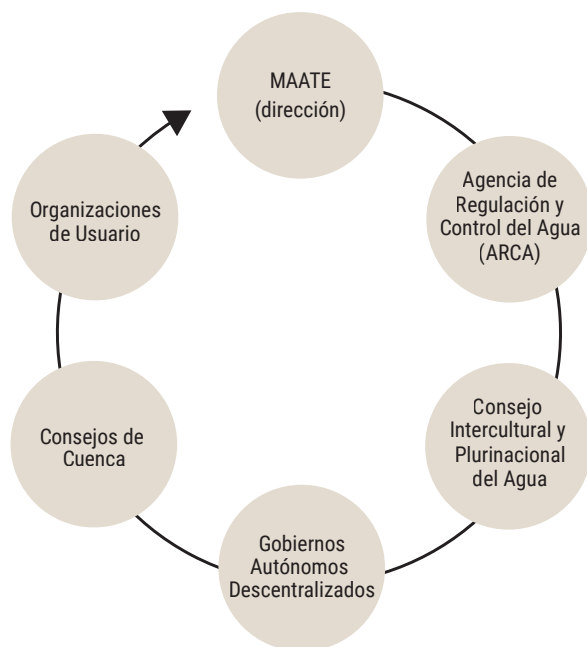 MAATE
(dirección)
Agencia de
Regulación y
Control del Agua
(ARCA)
Consejo
Intercultural y
Plurinacional
del Agua
Gobiernos
Autónomos
Descentralizados
Consejos de
Cuenca
Organizaciones
de Usuario